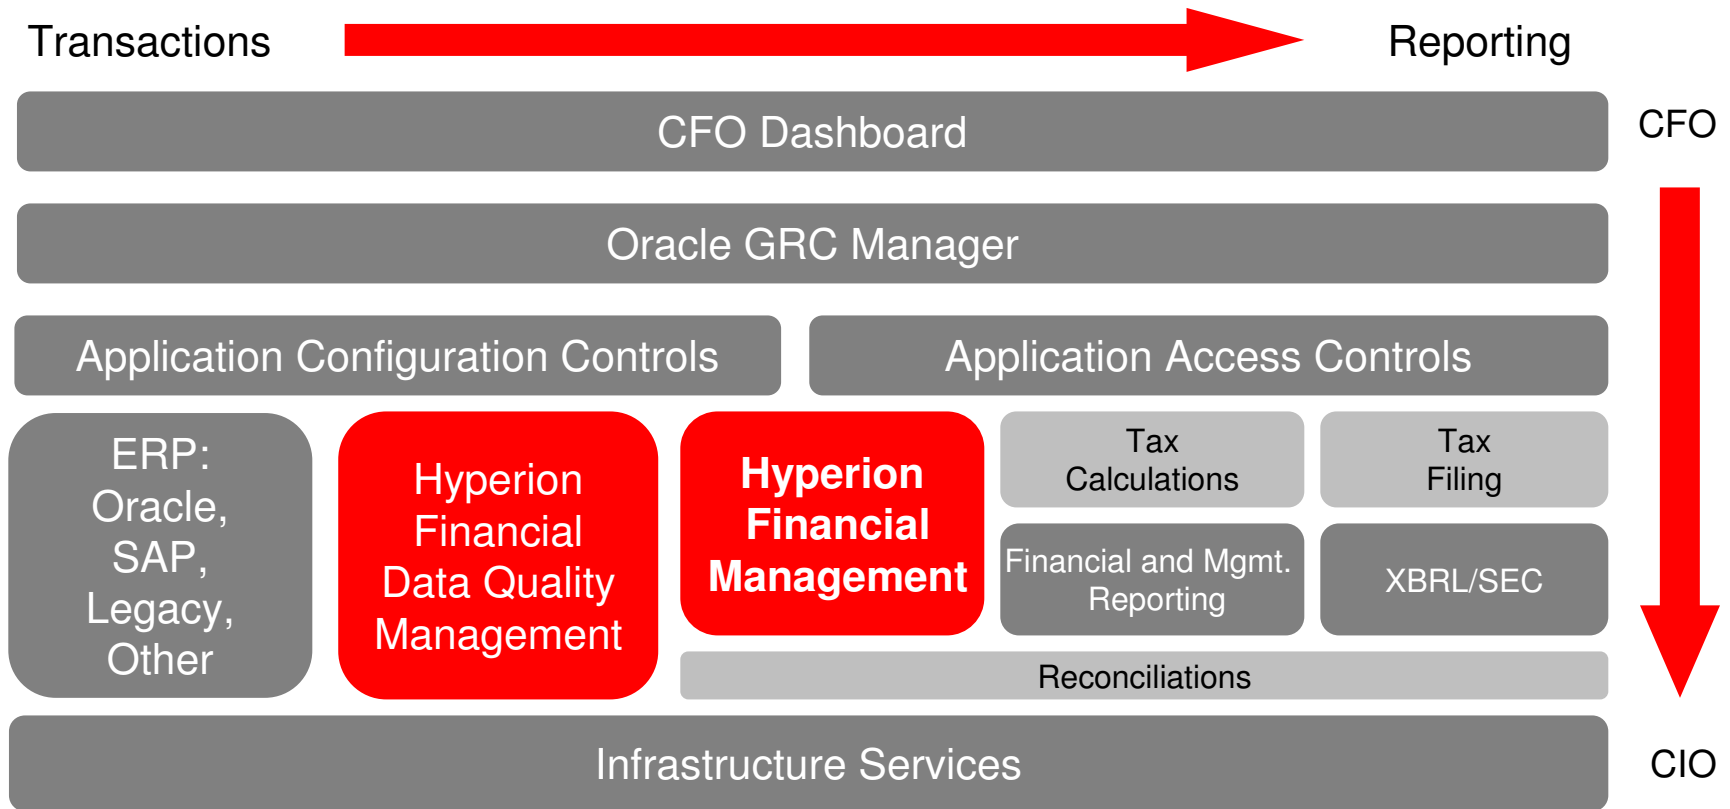 Transactions
Reporting
CFO Dashboard
CFO
Oracle GRC Manager
Application Configuration Controls
Application Access Controls
ERP:
Oracle,
SAP,
Legacy,
Other
Hyperion
Financial
Data Quality
Management
Hyperion
Financial
Management
Tax
Calculations
Tax
Filing
Financial and Mgmt.
Reporting
XBRL/SEC
Reconciliations
Infrastructure Services
CIO